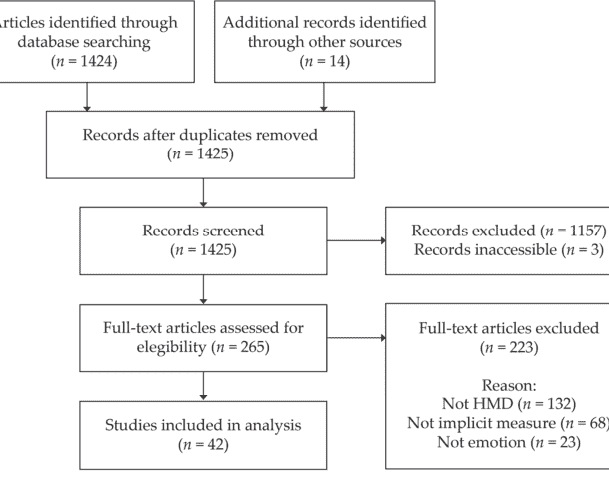 Articles identified through
database searching
(n = 1424)
Additional records identified
through other sources
(n = 14)
Records after duplicates removed
(n = 1425)
Records screened
(n = 1425)
Records excluded (n = 1157)
Records inaccessible (n = 3)
Full-text articles assessed for
elegibility (n = 265)
Full-text articles excluded
(n = 223)
Reason:
Not HMD (n = 132)
Not implicit measure (n = 68)
Not emotion (n = 23)
Studies included in analysis
(n = 42)